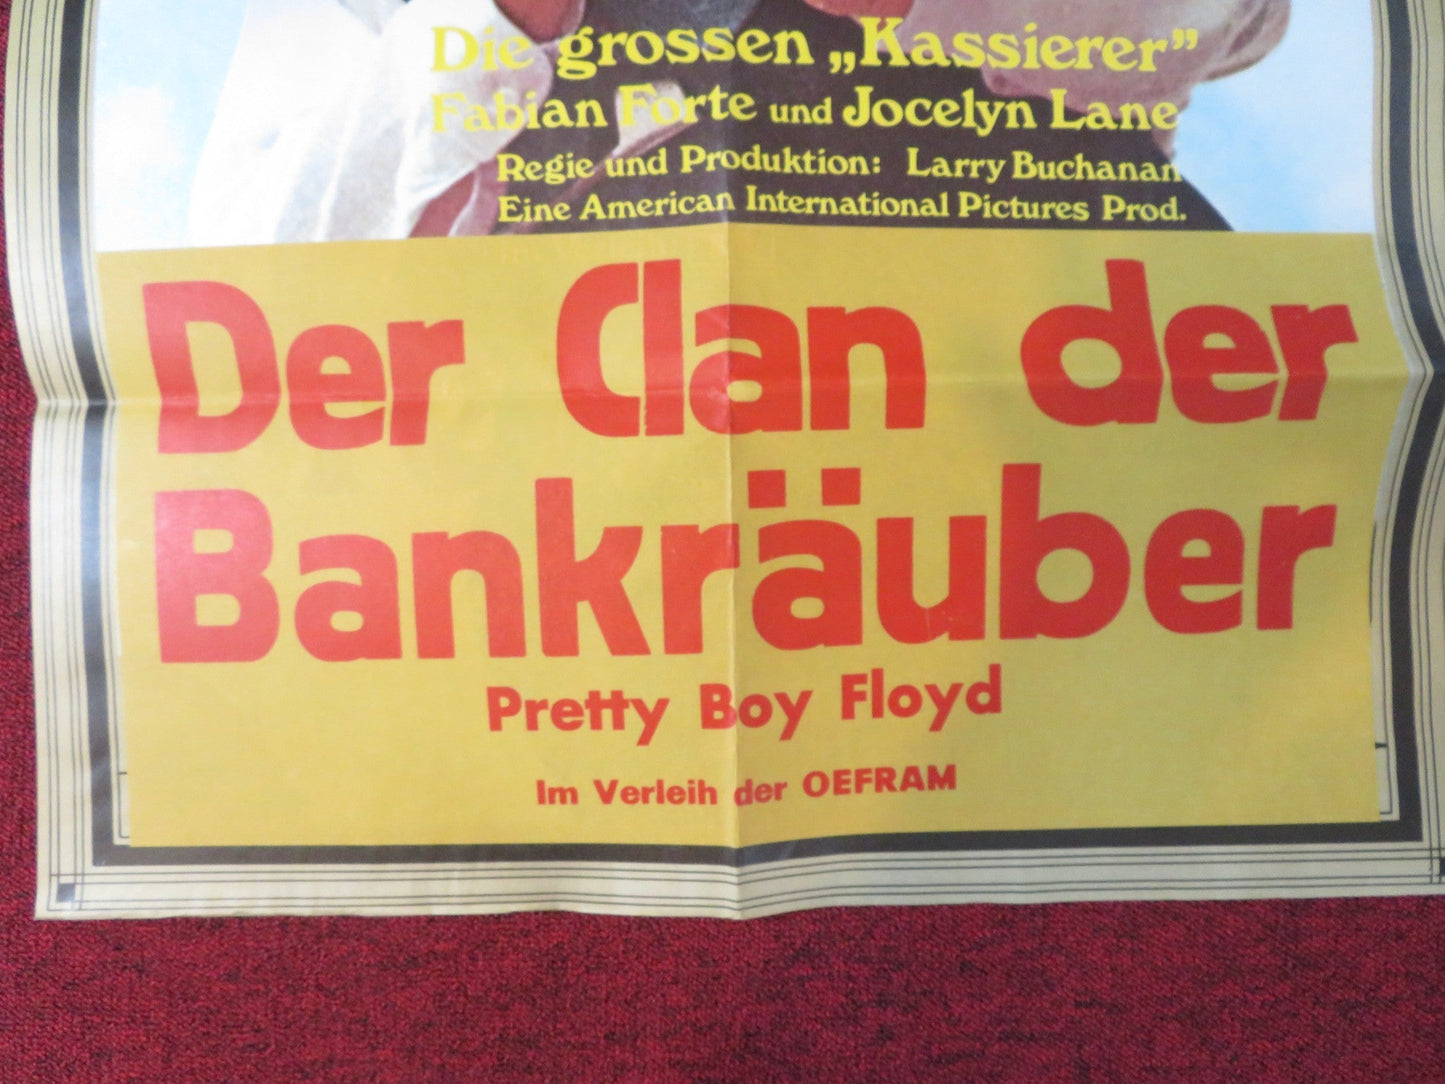 Die grossen „Kassierer”
Fabian Forte und Jocelyn Lane
Regie und Produktion: Larry Buchanan
Eine American International Pictures Prod.
Der Clan der
Bankräuber
Pretty Boy Floyd
Im Verleih der OEFRAM